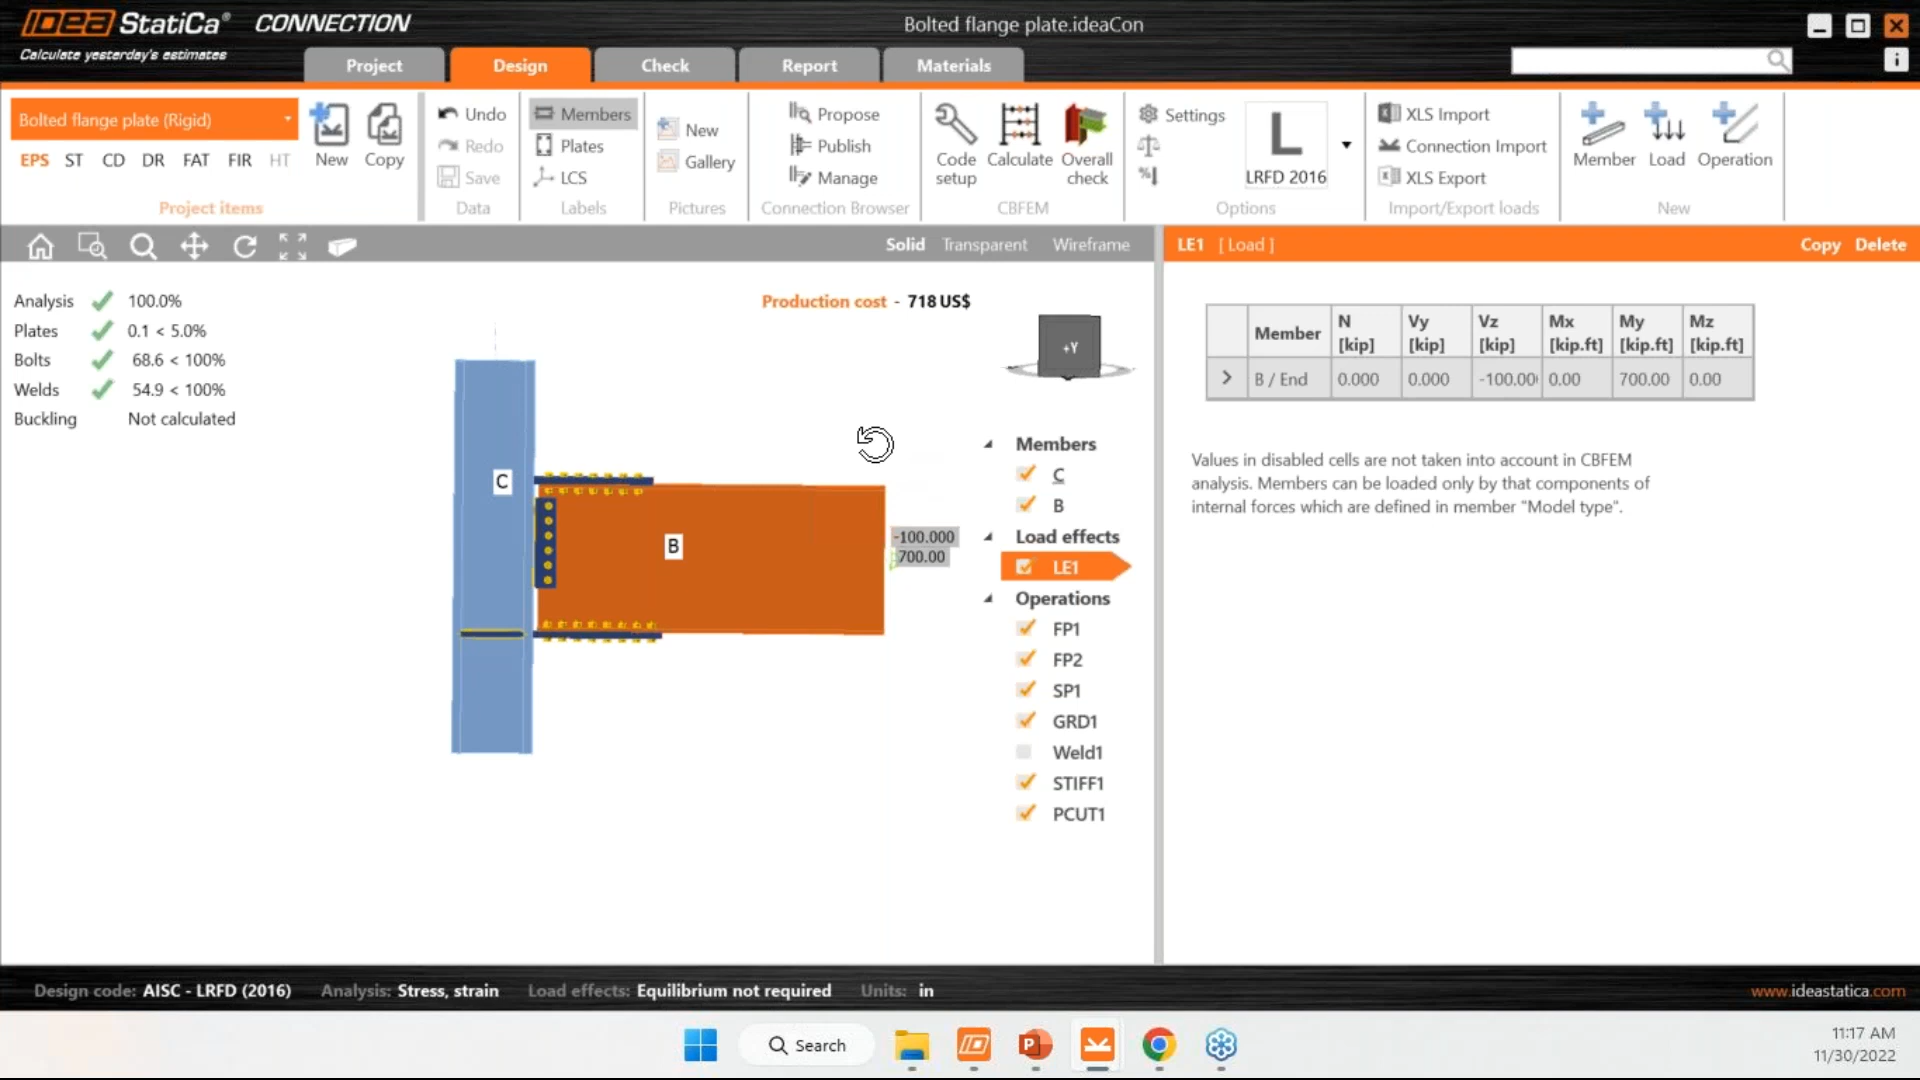 IDEA StatiCa® CONNECTION
Calculate yesterday's estimates
Bolted flange plate.ideaCon
Project
Design
Check
Report
Materials
Bolted flange plate (Rigid)
EPS ST CD DR FAT FIR HT
New
Copy
Project items
Undo
Redo
Save
Data
Members
Plates
LCS
Labels
New
Gallery
Pictures
Propose
Publish
Manage
Connection Browser
Code setup
Calculate
Overall check
CBFEM
Settings
LRFD 2016
Options
XLS Import
Connection Import
XLS Export
Import/Export loads
Member
Load
Operation
New
Solid Transparent Wireframe
LE1 [ Load ]
Copy Delete
Analysis 100.0%
Plates 0.1 < 5.0%
Bolts 68.6 < 100%
Welds 54.9 < 100%
Buckling Not calculated
Production cost - 718 US$
+Y
C
B
-100.000
700.00
Members
C
B
Load effects
LE1
Operations
FP1
FP2
SP1
GRD1
Weld1
STIFF1
PCUT1
Member N [kip] Vy [kip] Vz [kip] Mx [kip.ft] My [kip.ft] Mz [kip.ft]
B / End 0.000 0.000 -100.00 0.00 700.00 0.00
Values in disabled cells are not taken into account in CBFEM
analysis. Members can be loaded only by that components of
internal forces which are defined in member "Model type".
Design code: AISC - LRFD (2016) Analysis: Stress, strain Load effects: Equilibrium not required Units: in
www.ideastatica.com
Search
11:17 AM
11/30/2022